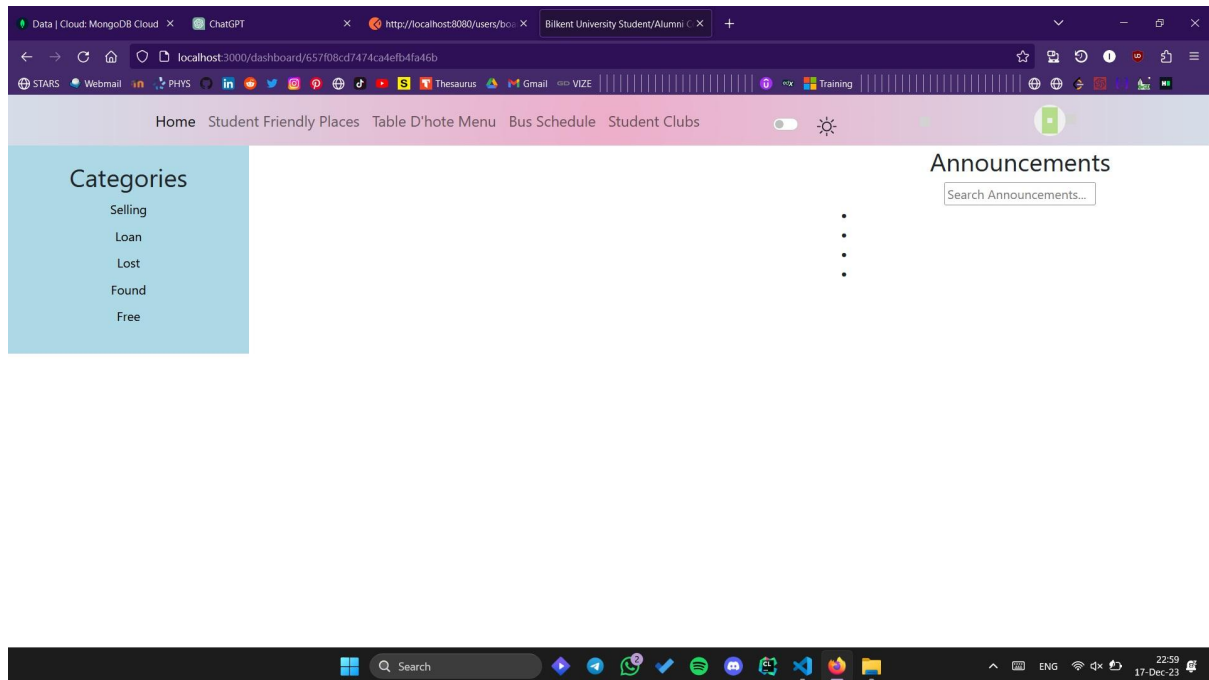 Data | Cloud: MongoDB Cloud
ChatGPT
http://localhost:8080/users/boa
Bilkent University Student/Alumni C
localhost:3000/dashboard/657f08cd7474ca4efb4fa46b
STARS Webmail PHYS Thesaurus Gmail VIZE Training
Home Student Friendly Places Table D'hote Menu Bus Schedule Student Clubs
Categories
Selling
Loan
Lost
Found
Free
Announcements
Search Announcements...
Search
2
ENG
22:59
17-Dec-23